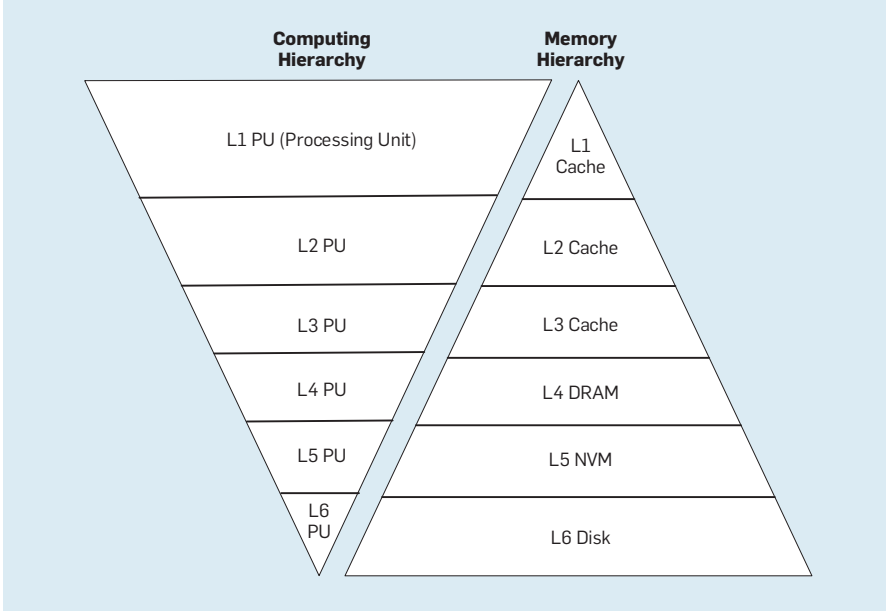 Computing
Hierarchy
Memory
Hierarchy
L1 PU (Processing Unit)
L1
Cache
L2 PU
L2 Cache
L3 PU
L3 Cache
L4 PU
L4 DRAM
L5 PU
L5 NVM
L6
PU
L6 Disk